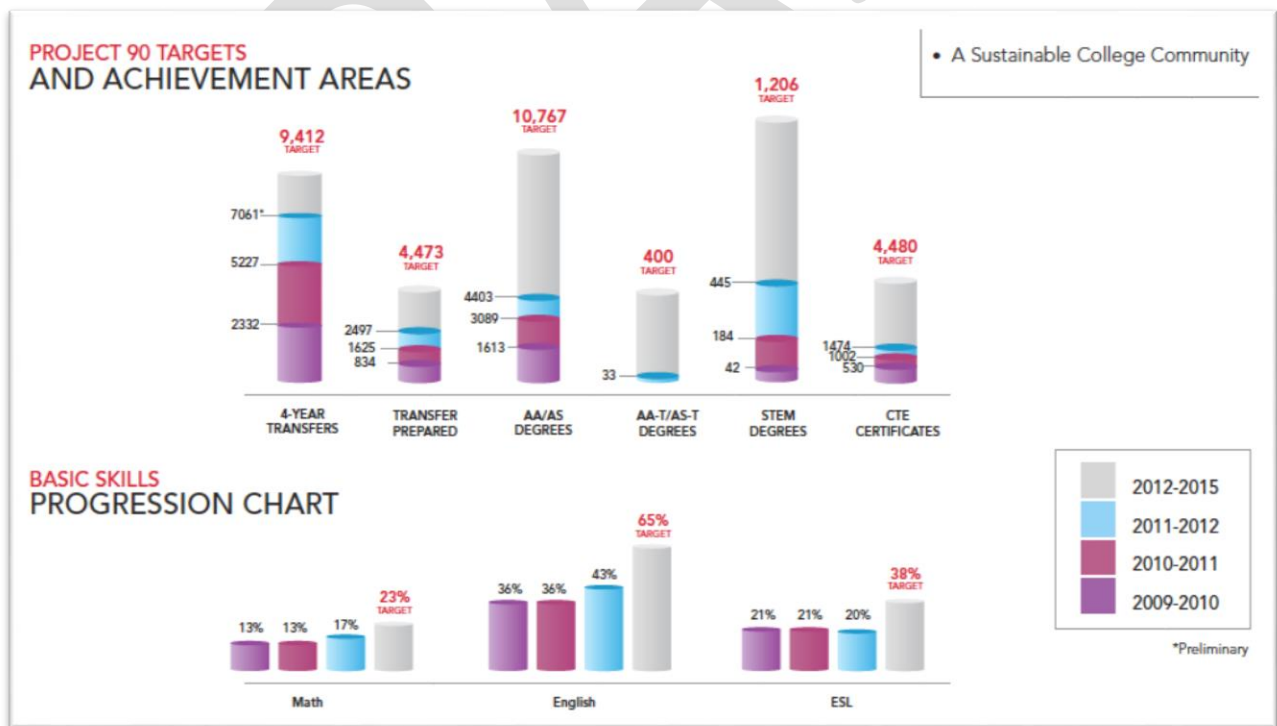 PROJECT 90 TARGETS
AND ACHIEVEMENT AREAS
• A Sustainable College Community
9,412
TARGET
7061*
5227
2332
4,473
TARGET
2497
1625
834
10,767
TARGET
4403
3089
1613
400
TARGET
33
1,206
TARGET
445
184
42
4,480
TARGET
1474
1002
530
4-YEAR
TRANSFERS
TRANSFER
PREPARED
AA/AS
DEGREES
AA-T/AS-T
DEGREES
STEM
DEGREES
CTE
CERTIFICATES
BASIC SKILLS
PROGRESSION CHART
13%
13%
17%
23%
TARGET
Math
36%
36%
43%
65%
TARGET
English
21%
21%
20%
38%
TARGET
ESL
2012-2015
2011-2012
2010-2011
2009-2010
*Preliminary